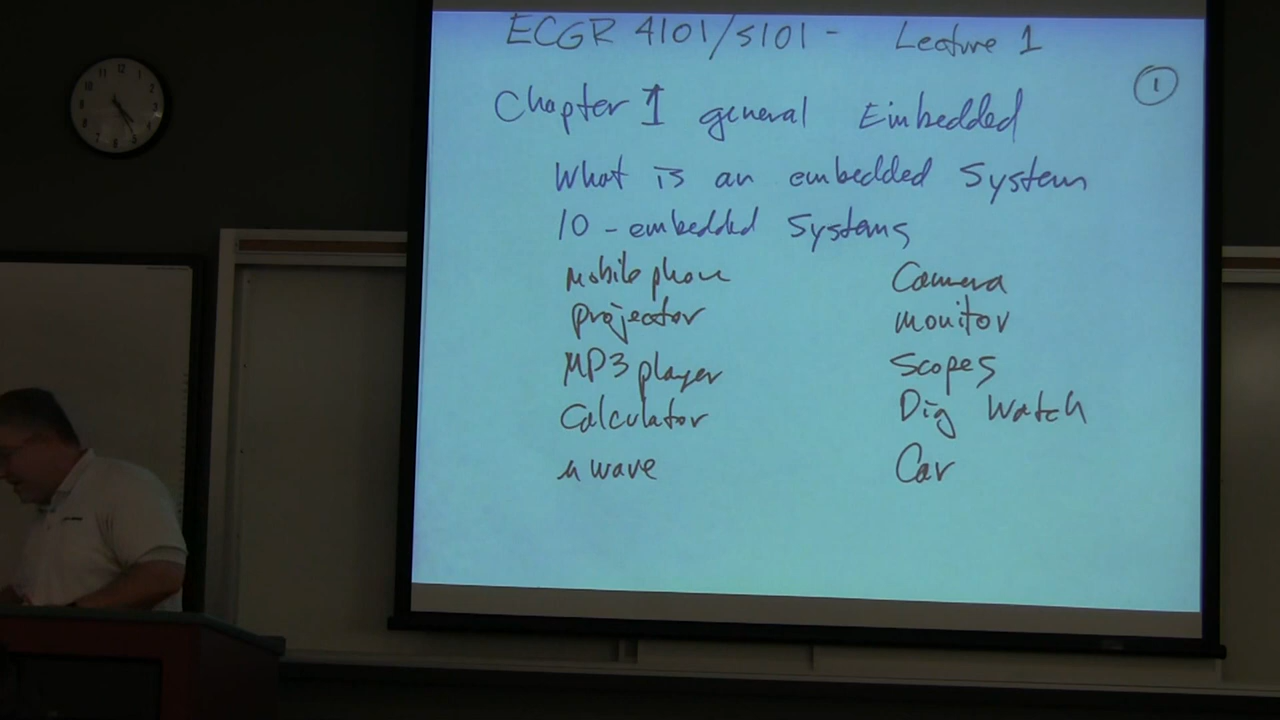 ECGR 4101/5101 - Lecture 1
1
Chapter 1 general Embedded
What is an embedded System
10 - embedded Systems
Mobile phone Camera
projector monitor
MP3 player Scopes
Calculator Dig Watch
u wave Car